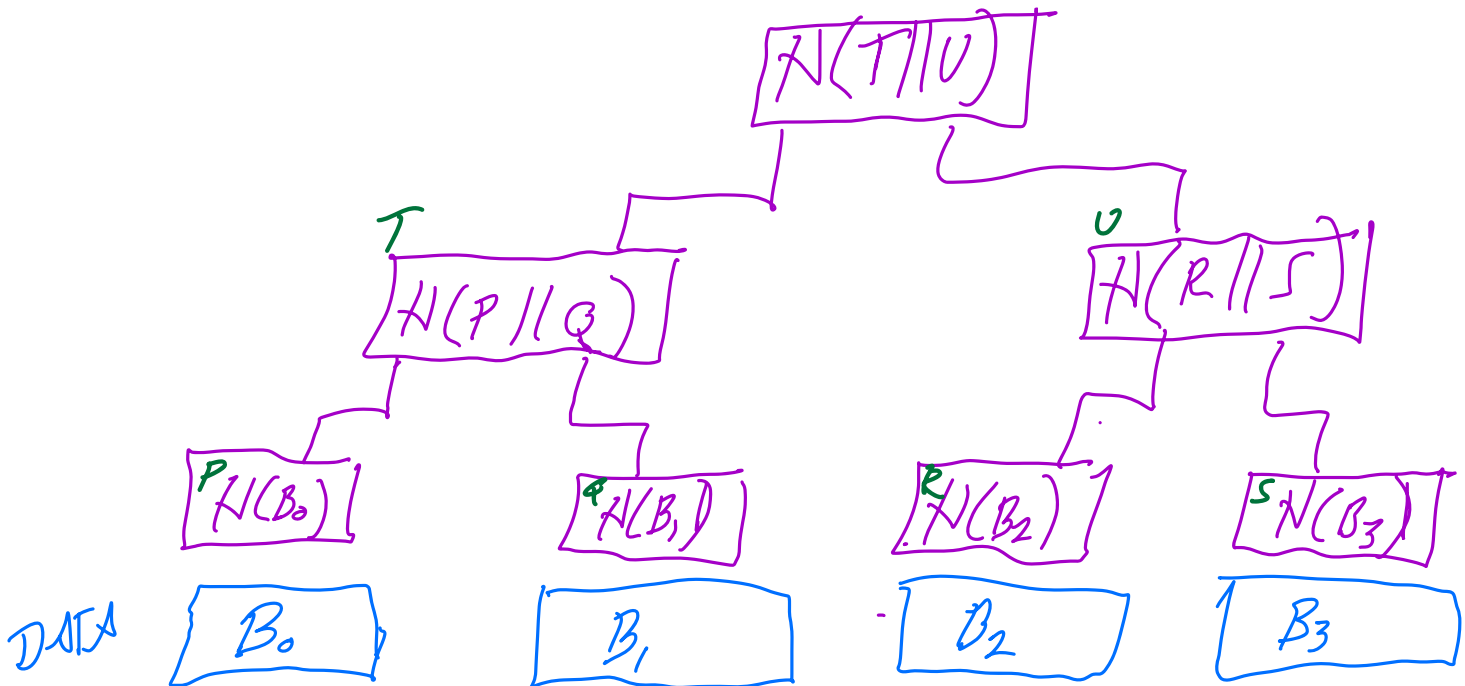 H(T||U)
T
U
H(P||Q)
H(R||S)
P H(B₀)
Q H(B₁)
R H(B₂)
S H(B₃)
DATA
B₀
B₁
B₂
B₃